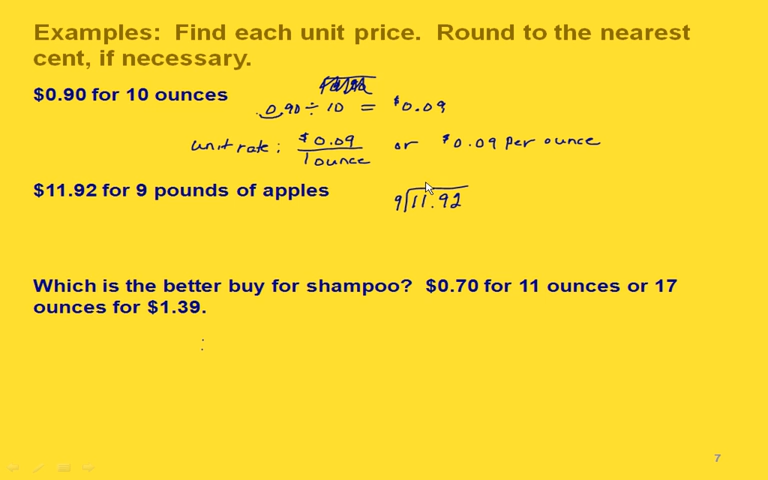 Examples: Find each unit price. Round to the nearest
cent, if necessary.
$0.90 for 10 ounces
0.90 ÷ 10 = $0.09
unit rate: $0.09 / 1 ounce or $0.09 per ounce
$11.92 for 9 pounds of apples
9 11.92
Which is the better buy for shampoo? $0.70 for 11 ounces or 17
ounces for $1.39.
:
7